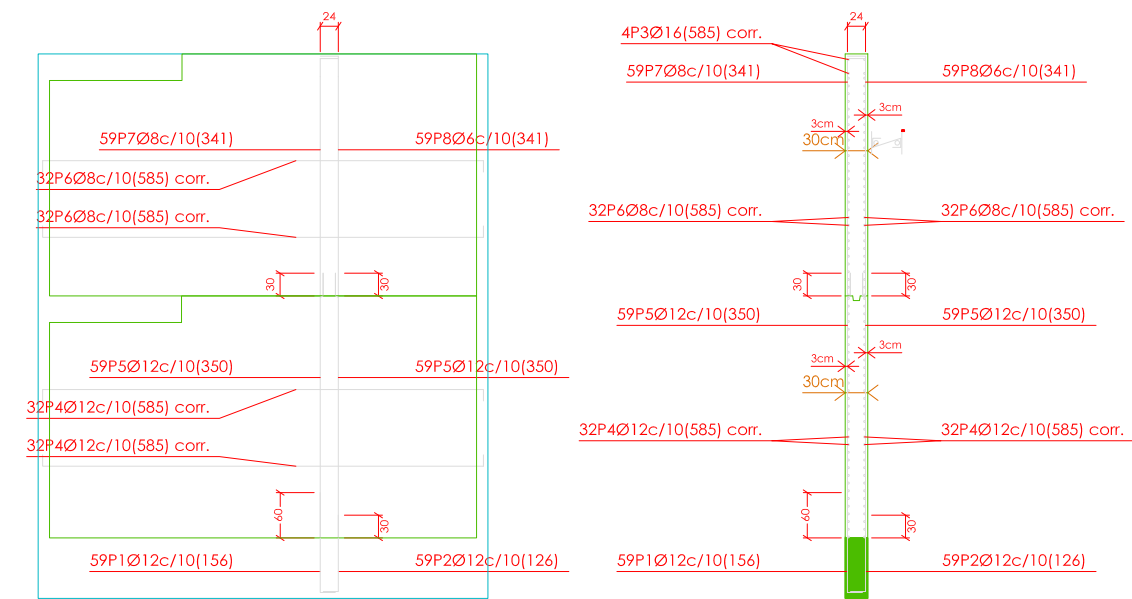 24
59P7Ø8c/10(341)
59P8Ø6c/10(341)
32P6Ø8c/10(585) corr.
32P6Ø8c/10(585) corr.
30
30
59P5Ø12c/10(350)
59P5Ø12c/10(350)
32P4Ø12c/10(585) corr.
32P4Ø12c/10(585) corr.
60
30
59P1Ø12c/10(156)
59P2Ø12c/10(126)
24
4P3Ø16(585) corr.
59P7Ø8c/10(341)
59P8Ø6c/10(341)
3cm
3cm
30cm
32P6Ø8c/10(585) corr.
32P6Ø8c/10(585) corr.
30
30
59P5Ø12c/10(350)
59P5Ø12c/10(350)
3cm
3cm
30cm
32P4Ø12c/10(585) corr.
32P4Ø12c/10(585) corr.
60
30
59P1Ø12c/10(156)
59P2Ø12c/10(126)